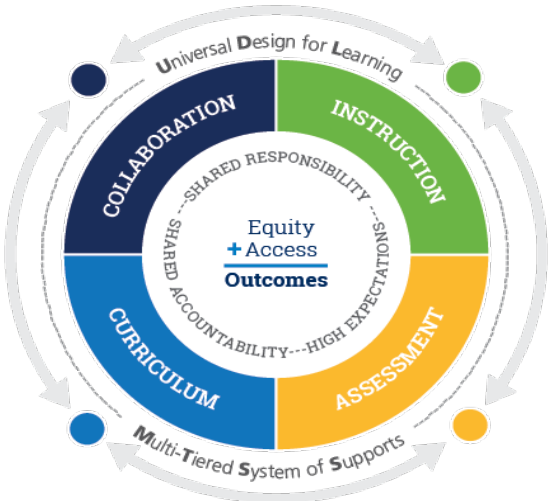 Universal Design for Learning
COLLABORATION
INSTRUCTION
SHARED RESPONSIBILITY ---
HIGH EXPECTATIONS---
SHARED ACCOUNTABILITY---
Equity
+Access
Outcomes
CURRICULUM
ASSESSMENT
Multi-Tiered System of Supports